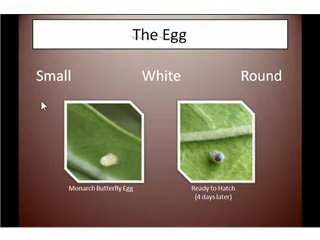 The Egg
Small White Round
Monarch Butterfly Egg
Ready to Hatch
(4 days later)